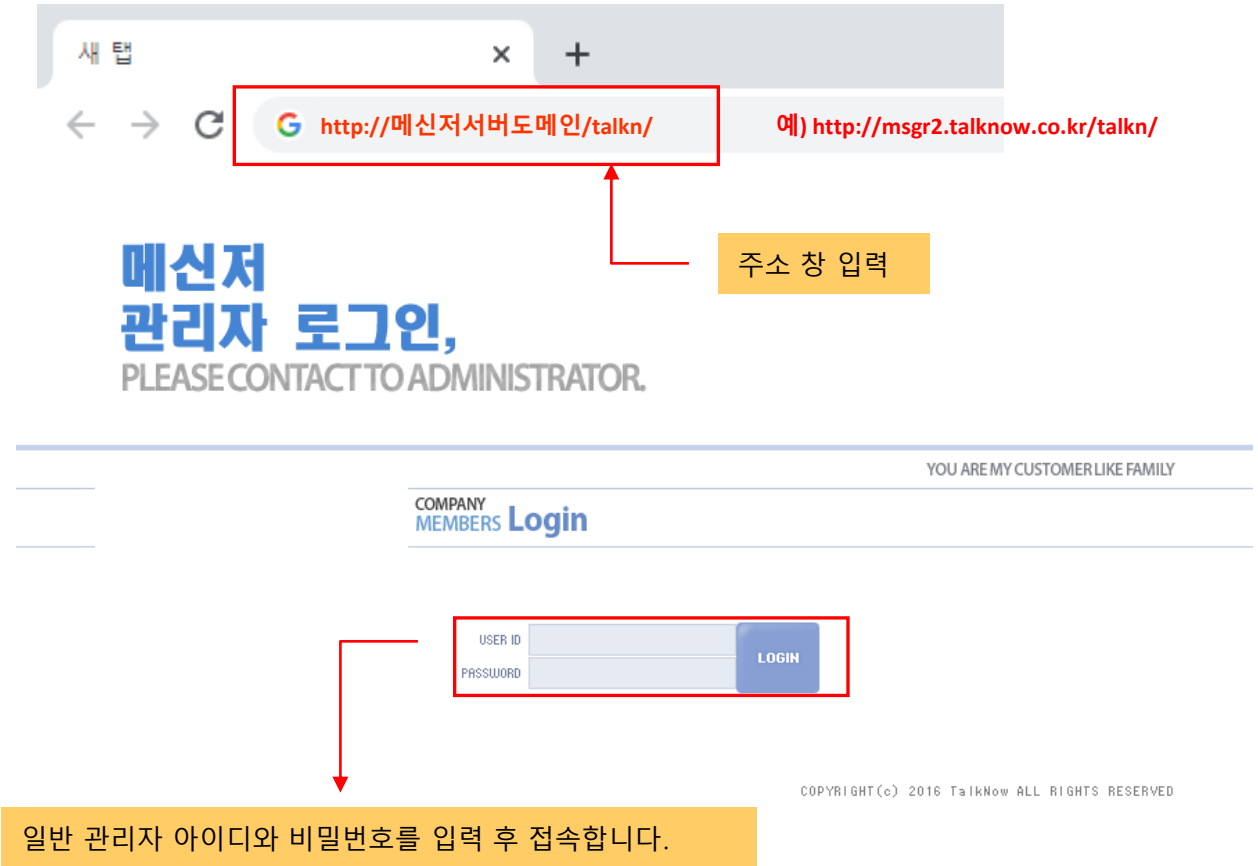 새 탭
http://메신저서버도메인/talkn/
예) http://msgr2.talknow.co.kr/talkn/
주소 창 입력
메신저
관리자 로그인,
PLEASE CONTACT TO ADMINISTRATOR.
YOU ARE MY CUSTOMER LIKE FAMILY
COMPANY
MEMBERS Login
USER ID
PASSWORD
LOGIN
COPYRIGHT(c) 2016 TalkNow ALL RIGHTS RESERVED
일반 관리자 아이디와 비밀번호를 입력 후 접속합니다.